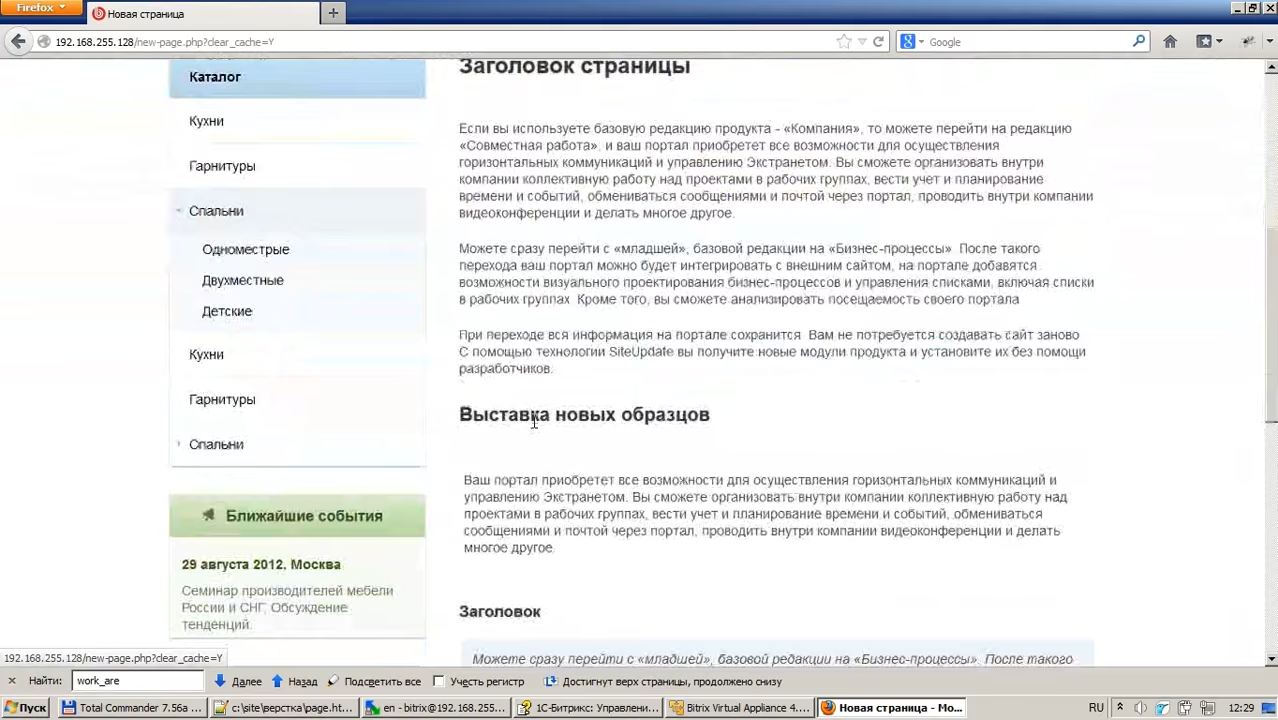 Firefox
Новая страница
192.168.255.128/new-page.php?clear_cache=Y
Google
Каталог
Кухни
Гарнитуры
Спальни
Одноместрые
Двухместные
Детские
Кухни
Гарнитуры
Спальни
Ближайшие события
29 августа 2012, Москва
Семинар производителей мебели
России и СНГ. Обсуждение
тенденций.
Заголовок страницы
Если вы используете базовую редакцию продукта - «Компания», то можете перейти на редакцию
«Совместная работа», и ваш портал приобретет все возможности для осуществления
горизонтальных коммуникаций и управлению Экстранетом. Вы сможете организовать внутри
компании коллективную работу над проектами в рабочих группах, вести учет и планирование
времени и событий, обмениваться сообщениями и почтой через портал, проводить внутри компании
видеоконференции и делать многое другое.
Можете сразу перейти с «младшей», базовой редакции на «Бизнес-процессы». После такого
перехода ваш портал можно будет интегрировать с внешним сайтом, на портале добавятся
возможности визуального проектирования бизнес-процессов и управления списками, включая списки
в рабочих группах. Кроме того, вы сможете анализировать посещаемость своего портала
При переходе вся информация на портале сохранится. Вам не потребуется создавать сайт заново
С помощью технологии SiteUpdate вы получите новые модули продукта и установите их без помощи
разработчиков.
Выставка новых образцов
Ваш портал приобретет все возможности для осуществления горизонтальных коммуникаций и
управлению Экстранетом. Вы сможете организовать внутри компании коллективную работу над
проектами в рабочих группах, вести учет и планирование времени и событий, обмениваться
сообщениями и почтой через портал, проводить внутри компании видеоконференции и делать
многое другое.
Заголовок
Можете сразу перейти с «младшей», базовой редакции на «Бизнес-процессы». После такого
192.168.255.128/new-page.php?clear_cache=Y
Найти: work_are Далее Назад Подсветить все Учесть регистр Достигнут верх страницы, продолжено снизу
Пуск Total Commander 7.56a ... c:\site\верстка\page.ht... en - bitrix@192.168.255... 1С-Битрикс: Управлени... Bitrix Virtual Appliance 4.... Новая страница - Mo... RU 12:29